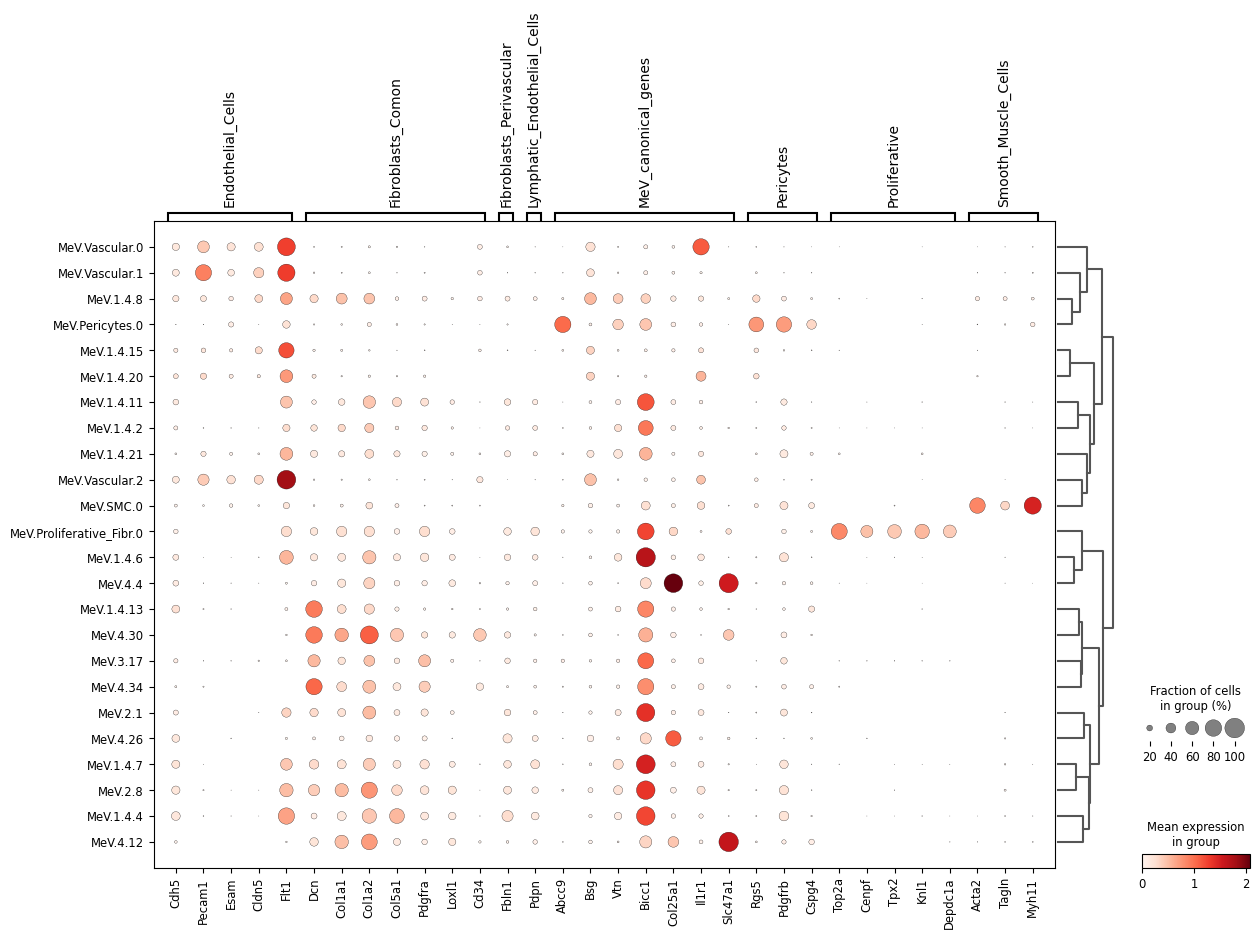 Endothelial_Cells
Fibroblasts_Comon
Fibroblasts_Perivascular
Lymphatic_Endothelial_Cells
MeV_canonical_genes
Pericytes
Proliferative
Smooth_Muscle_Cells
MeV.Vascular.0
MeV.Vascular.1
MeV.1.4.8
MeV.Pericytes.0
MeV.1.4.15
MeV.1.4.20
MeV.1.4.11
MeV.1.4.2
MeV.1.4.21
MeV.Vascular.2
MeV.SMC.0
MeV.Proliferative_Fibr.0
MeV.1.4.6
MeV.4.4
MeV.1.4.13
MeV.4.30
MeV.3.17
MeV.4.34
MeV.2.1
MeV.4.26
MeV.1.4.7
MeV.2.8
MeV.1.4.4
MeV.4.12
Cdh5
Pecam1
Esam
Cldn5
Flt1
Dcn
Col1a1
Col1a2
Col5a1
Pdgfra
Loxl1
Cd34
Fbln1
Pdpn
Abcc9
Bsg
Vtn
Bicc1
Col25a1
Il1r1
Slc47a1
Rgs5
Pdgfrb
Cspg4
Top2a
Cenpf
Tpx2
Knl1
Depdc1a
Acta2
Tagln
Myh11
Fraction of cells
in group (%)
20 40 60 80 100
Mean expression
in group
0 1 2